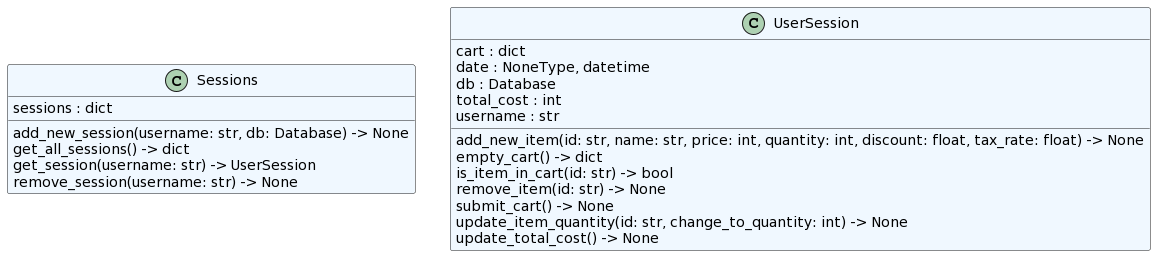 C Sessions
sessions : dict
add_new_session(username: str, db: Database) -> None
get_all_sessions() -> dict
get_session(username: str) -> UserSession
remove_session(username: str) -> None
C UserSession
cart : dict
date : NoneType, datetime
db : Database
total_cost : int
username : str
add_new_item(id: str, name: str, price: int, quantity: int, discount: float, tax_rate: float) -> None
empty_cart() -> dict
is_item_in_cart(id: str) -> bool
remove_item(id: str) -> None
submit_cart() -> None
update_item_quantity(id: str, change_to_quantity: int) -> None
update_total_cost() -> None